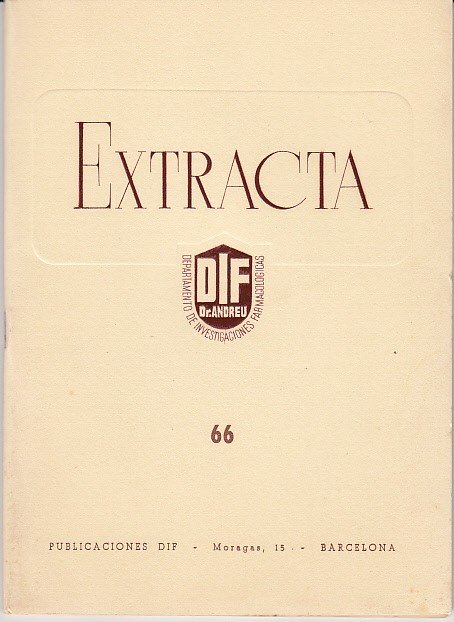 EXTRACTA
DIF
Dr. ANDREU
DEPARTAMENTO DE INVESTIGACIONES FARMACOLOGICAS
66
PUBLICACIONES DIF - Moragas, 15 - BARCELONA